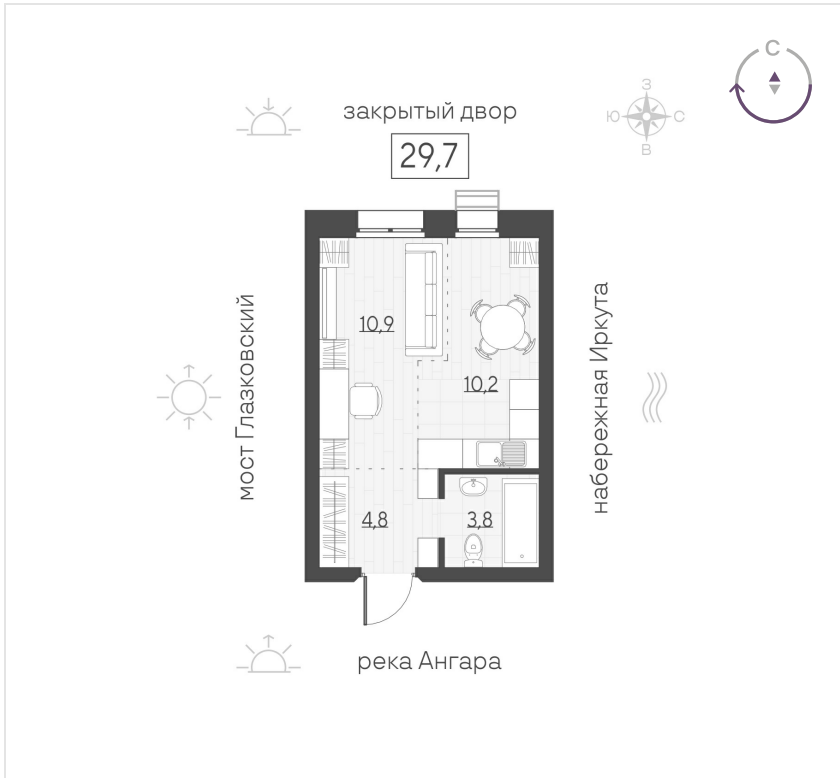 С
закрытый двор
З
Ю
С
В
29,7
мост Глазковский
набережная Иркута
10,9
10,2
4,8
3,8
река Ангара